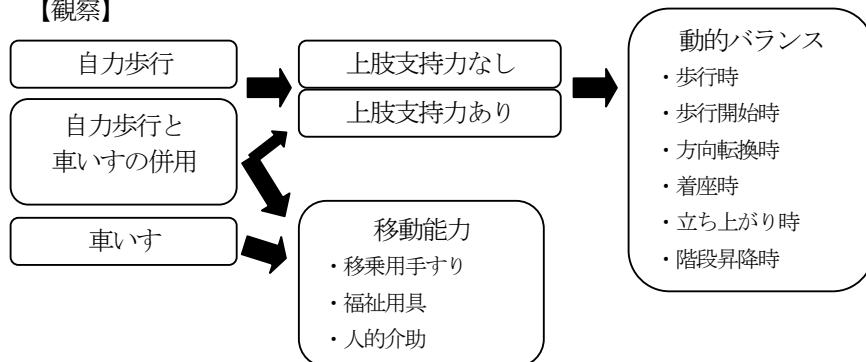 【観察】
自力歩行
自力歩行と
車いすの併用
車いす
上肢支持力なし
上肢支持力あり
移動能力
・移乗用手すり
・福祉用具
・人的介助
動的バランス
・歩行時
・歩行開始時
・方向転換時
・着座時
・立ち上がり時
・階段昇降時